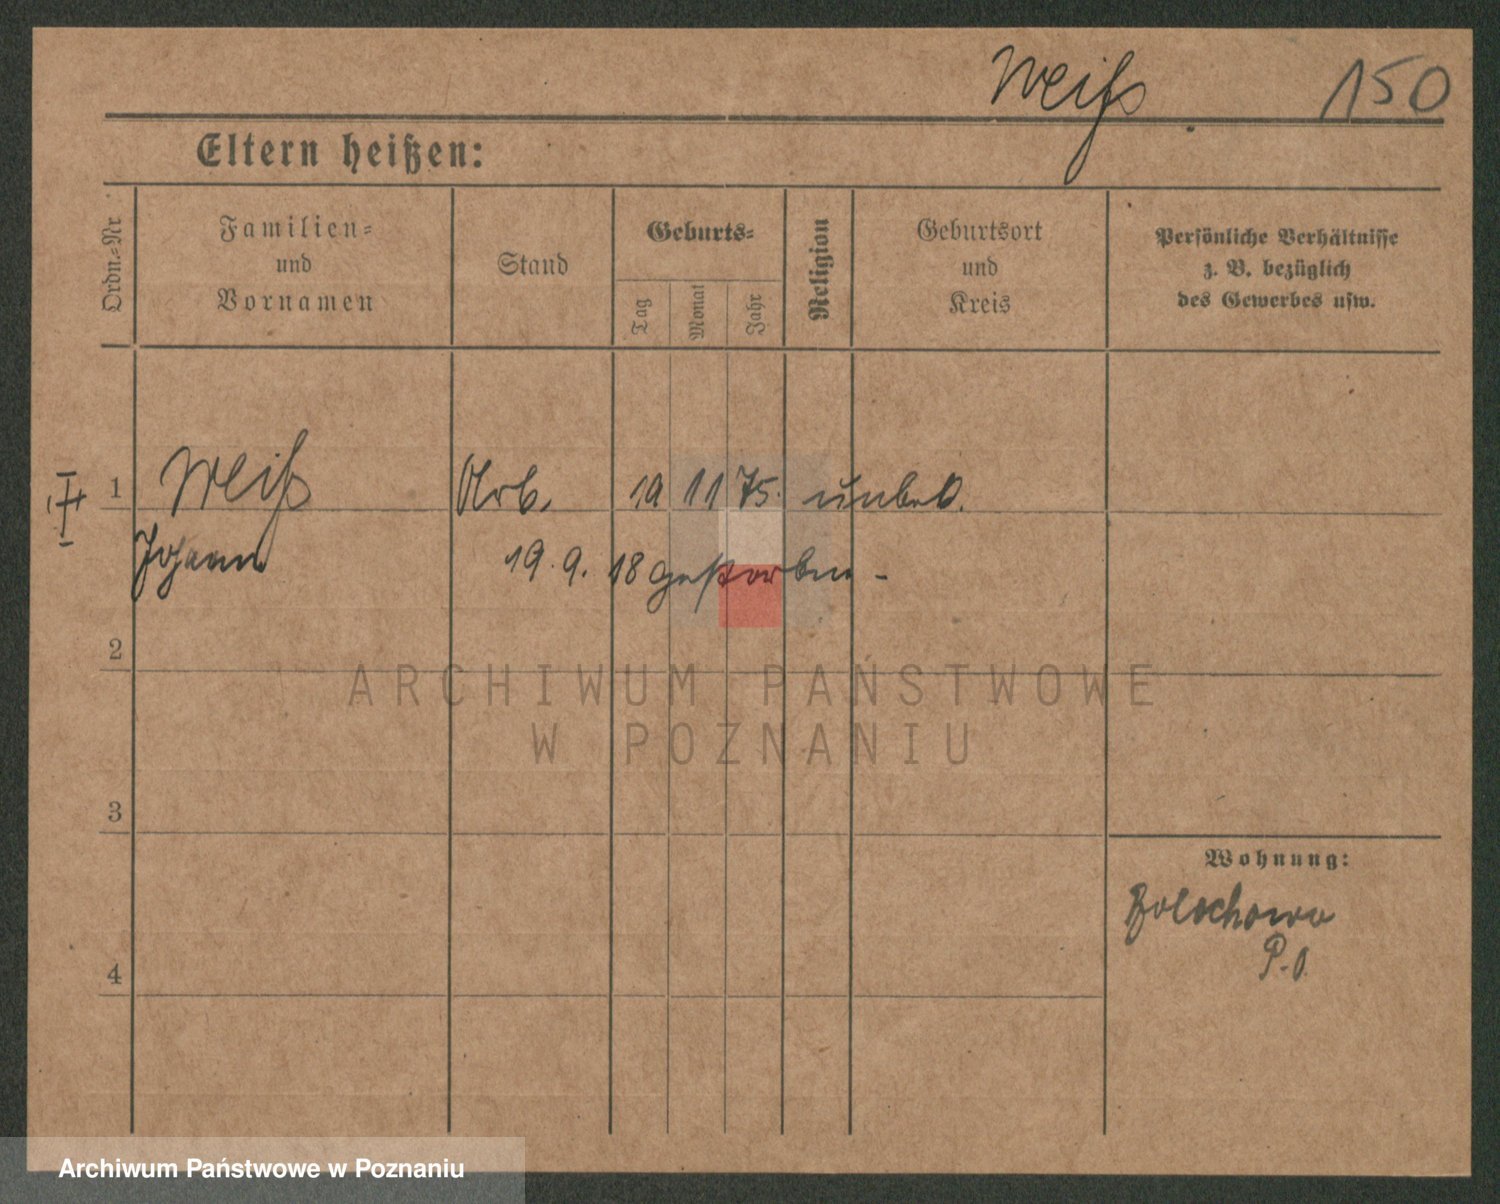 Weiß 150
Eltern heißen:
Ordn.-Nr
Familien-
und
Vornamen
Stand
Geburts-
Tag
Monat
Jahr
Religion
Geburtsort
und
Kreis
Persönliche Verhältnisse
z. B. bezüglich
des Gewerbes usw.
1 Weiß Arb. 19 11 75. unbek.
Johann 19. 9. 18 gestorben -
2
ARCHIWUM PAŃSTWOWE
W POZNANIU
3
Wohnung:
Bolechowo
P.O.
4
Archiwum Państwowe w Poznaniu